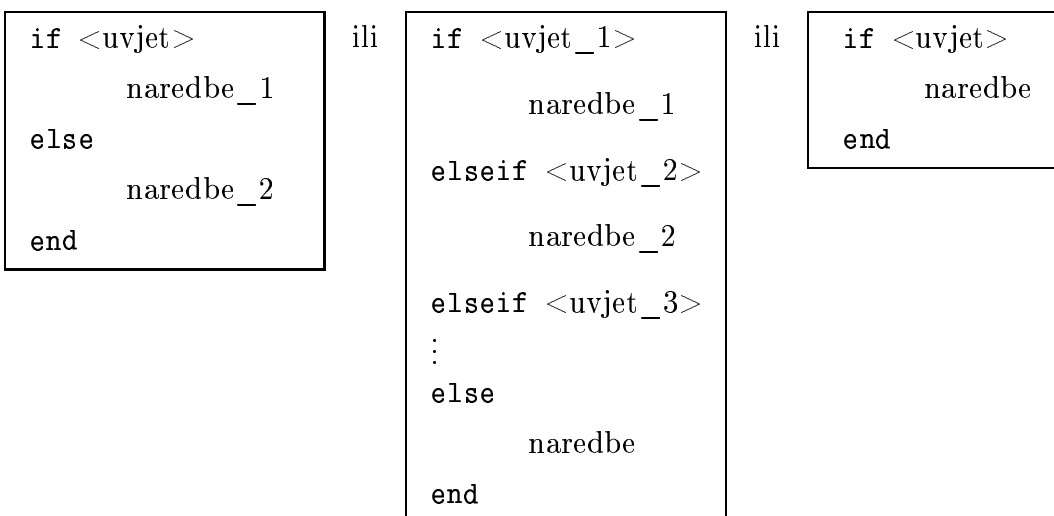 if <uvjet>
naredbe_1
else
naredbe_2
end
ili
if <uvjet_1>
naredbe_1
elseif <uvjet_2>
naredbe_2
elseif <uvjet_3>
⋮
else
naredbe
end
ili
if <uvjet>
naredbe
end